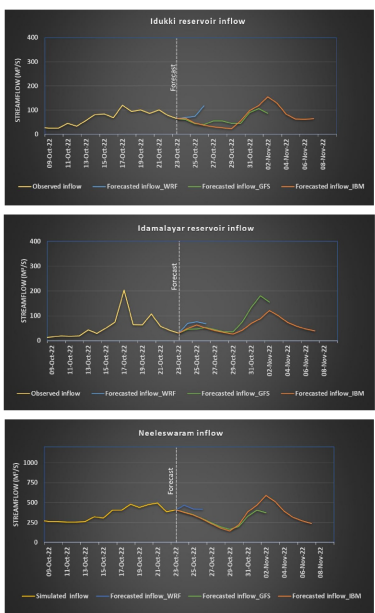 Idukki reservoir inflow
400
300
200
100
0
STREAMFLOW (M³/S)
Forecast
09-Oct-22
11-Oct-22
13-Oct-22
15-Oct-22
17-Oct-22
19-Oct-22
21-Oct-22
23-Oct-22
25-Oct-22
27-Oct-22
29-Oct-22
31-Oct-22
02-Nov-22
04-Nov-22
06-Nov-22
08-Nov-22
Observed inflow Forecasted inflow_WRF Forecasted inflow_GFS Forecasted inflow_IBM
Idamalayar reservoir inflow
400
300
200
100
0
STREAMFLOW (M³/S)
Forecast
09-Oct-22
11-Oct-22
13-Oct-22
15-Oct-22
17-Oct-22
19-Oct-22
21-Oct-22
23-Oct-22
25-Oct-22
27-Oct-22
29-Oct-22
31-Oct-22
02-Nov-22
04-Nov-22
06-Nov-22
08-Nov-22
Observed inflow Forecasted inflow_WRF Forecasted inflow_GFS Forecasted inflow_IBM
Neeleswaram inflow
1000
750
500
250
0
STREAMFLOW (M³/S)
Forecast
09-Oct-22
11-Oct-22
13-Oct-22
15-Oct-22
17-Oct-22
19-Oct-22
21-Oct-22
23-Oct-22
25-Oct-22
27-Oct-22
29-Oct-22
31-Oct-22
02-Nov-22
04-Nov-22
06-Nov-22
08-Nov-22
Simulated inflow Forecasted inflow_WRF Forecasted inflow_GFS Forecasted inflow_IBM